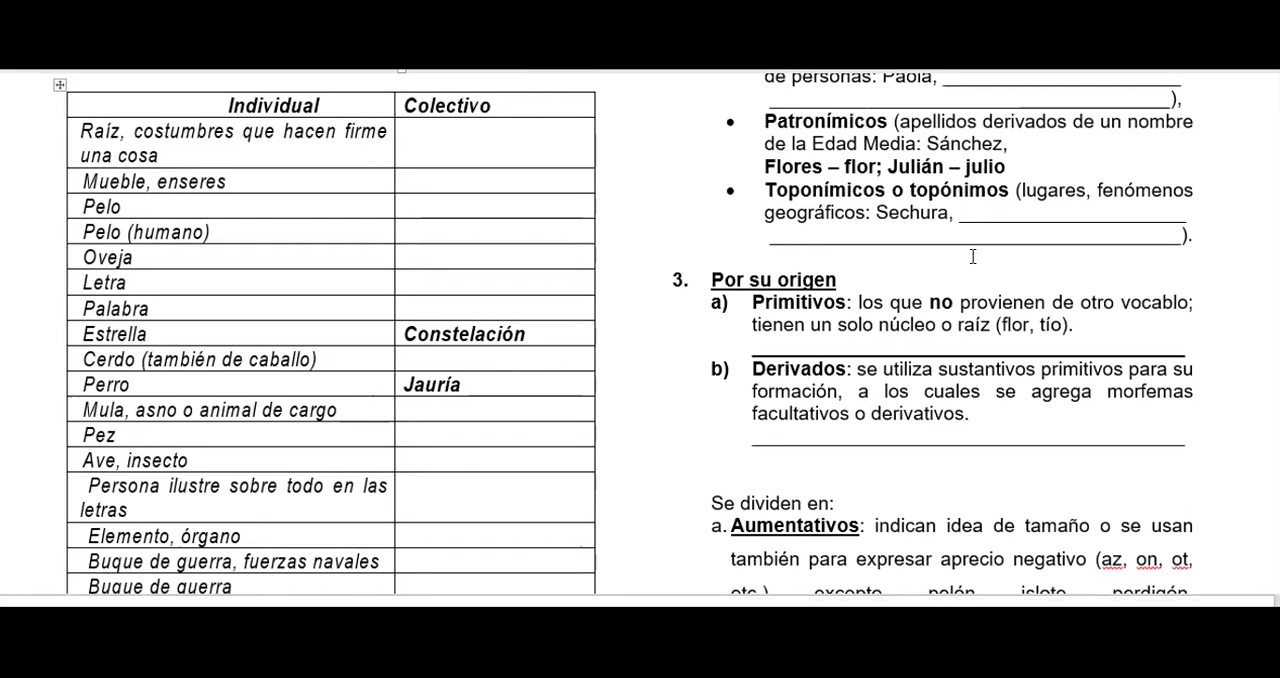 Individual Colectivo
Raíz, costumbres que hacen firme
una cosa
Mueble, enseres
Pelo
Pelo (humano)
Oveja
Letra
Palabra
Estrella Constelación
Cerdo (también de caballo)
Perro Jauría
Mula, asno o animal de cargo
Pez
Ave, insecto
Persona ilustre sobre todo en las
letras
Elemento, órgano
Buque de guerra, fuerzas navales
Buque de guerra
de personas: Paola, ____________________
__________________________________),
• Patronímicos (apellidos derivados de un nombre
de la Edad Media: Sánchez,
Flores – flor; Julián – julio
• Toponímicos o topónimos (lugares, fenómenos
geográficos: Sechura, ___________________
___________________________________).
3. Por su origen
a) Primitivos: los que no provienen de otro vocablo;
tienen un solo núcleo o raíz (flor, tío).
b) Derivados: se utiliza sustantivos primitivos para su
formación, a los cuales se agrega morfemas
facultativos o derivativos.
_____________________________________
Se dividen en:
a. Aumentativos: indican idea de tamaño o se usan
también para expresar aprecio negativo (az, on, ot,
etc.) excepto pelón, islote, perdigón,